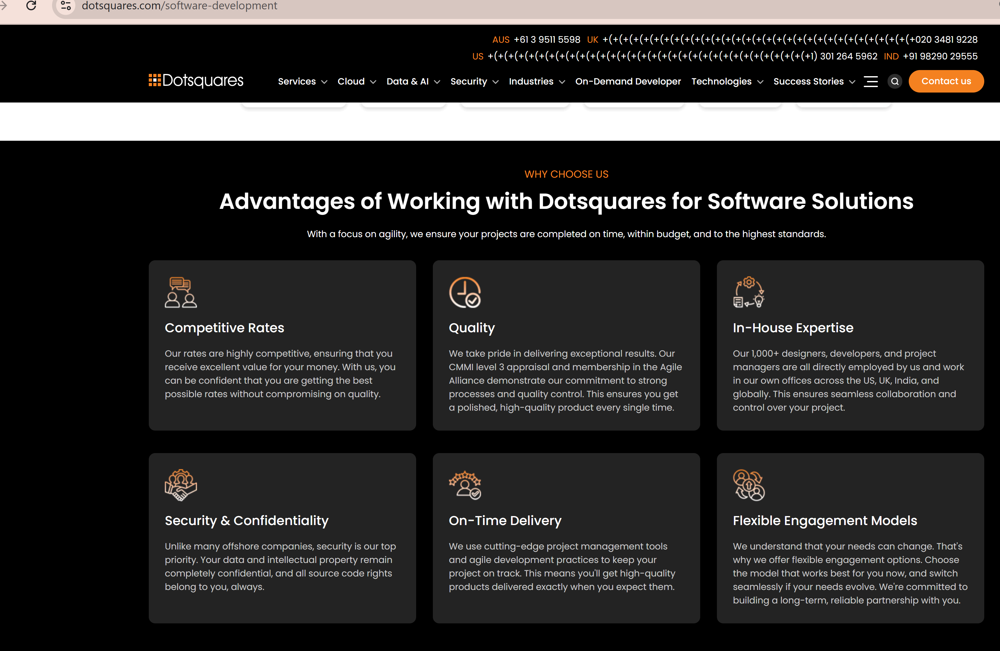 dotsquares.com/software-development
AUS +61 3 9511 5598 UK +(+(+(+(+(+(+(+(+(+(+(+(+(+(+(+(+(+(+(+(+(+(+(+(+(+(+(+(+(+(+020 3481 9228
US +(+(+(+(+(+(+(+(+(+(+(+(+(+(+(+(+(+(+(+(+(+(+(+(+(+(+(+(+(+(+(+1) 301 264 5962 IND +91 98290 29555
Dotsquares
Services Cloud Data & AI Security Industries On-Demand Developer Technologies Success Stories Contact us
WHY CHOOSE US
Advantages of Working with Dotsquares for Software Solutions
With a focus on agility, we ensure your projects are completed on time, within budget, and to the highest standards.
Competitive Rates
Our rates are highly competitive, ensuring that you
receive excellent value for your money. With us, you
can be confident that you are getting the best
possible rates without compromising on quality.
Quality
We take pride in delivering exceptional results. Our
CMMI level 3 appraisal and membership in the Agile
Alliance demonstrate our commitment to strong
processes and quality control. This ensures you get
a polished, high-quality product every single time.
In-House Expertise
Our 1,000+ designers, developers, and project
managers are all directly employed by us and work
in our own offices across the US, UK, India, and
globally. This ensures seamless collaboration and
control over your project.
Security & Confidentiality
Unlike many offshore companies, security is our top
priority. Your data and intellectual property remain
completely confidential, and all source code rights
belong to you, always.
On-Time Delivery
We use cutting-edge project management tools
and agile development practices to keep your
project on track. This means you'll get high-quality
products delivered exactly when you expect them.
Flexible Engagement Models
We understand that your needs can change. That's
why we offer flexible engagement options. Choose
the model that works best for you now, and switch
seamlessly if your needs evolve. We're committed to
building a long-term, reliable partnership with you.